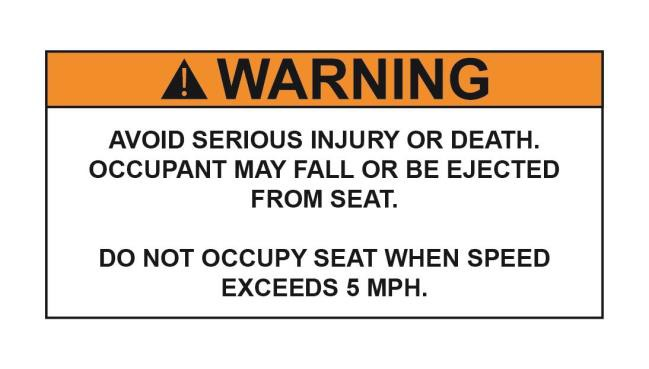 WARNING
AVOID SERIOUS INJURY OR DEATH.
OCCUPANT MAY FALL OR BE EJECTED
FROM SEAT.
DO NOT OCCUPY SEAT WHEN SPEED
EXCEEDS 5 MPH.